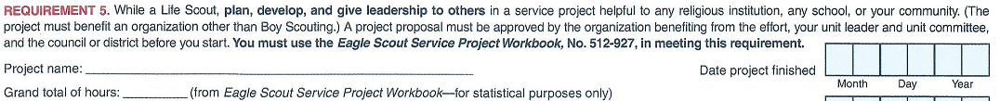 REQUIREMENT 5. While a Life Scout, plan, develop, and give leadership to others in a service project helpful to any religious institution, any school, or your community. (The
project must benefit an organization other than Boy Scouting.) A project proposal must be approved by the organization benefiting from the effort, your unit leader and unit committee,
and the council or district before you start. You must use the Eagle Scout Service Project Workbook, No. 512-927, in meeting this requirement.
Project name: ____ Date project finished
Month Day Year
Grand total of hours: ____ (from Eagle Scout Service Project Workbook—for statistical purposes only)